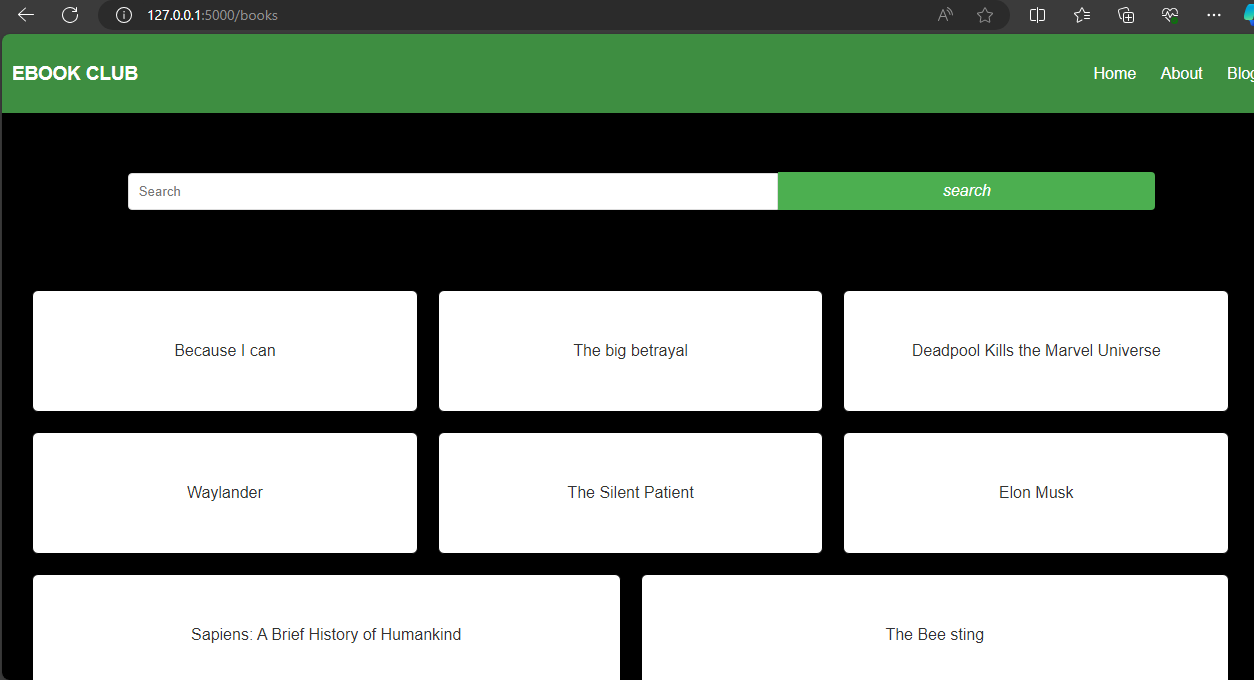 127.0.0.1:5000/books
EBOOK CLUB
Home About Blog
Search search
Because I can The big betrayal Deadpool Kills the Marvel Universe
Waylander The Silent Patient Elon Musk
Sapiens: A Brief History of Humankind The Bee sting